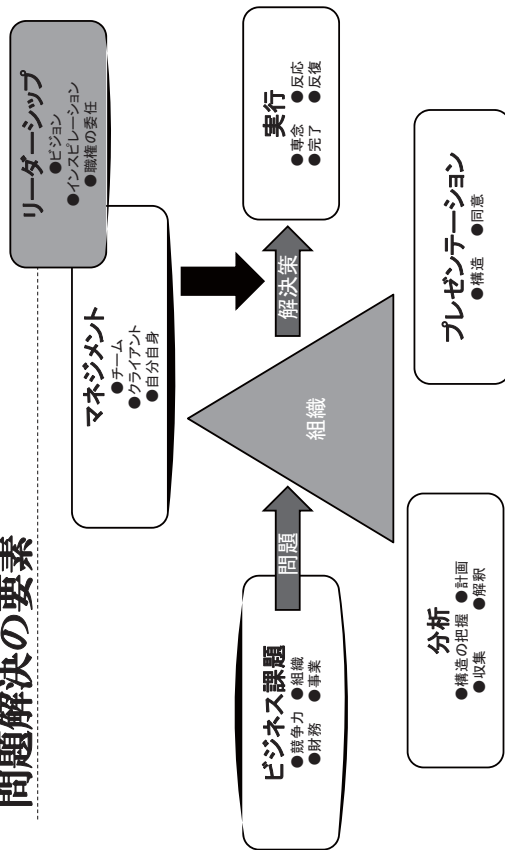 問題解決の要素
リーダーシップ
●ビジョン
●インスピレーション
●職権の委任
マネジメント
●チーム
●クライアント
●自分自身
ビジネス課題
●競争力 ●組織
●財務 ●事業
問題
組織
解決策
実行
●専念 ●反応
●完了 ●反復
分析
●構造の把握 ●計画
●収集 ●解釈
プレゼンテーション
●構造 ●同意